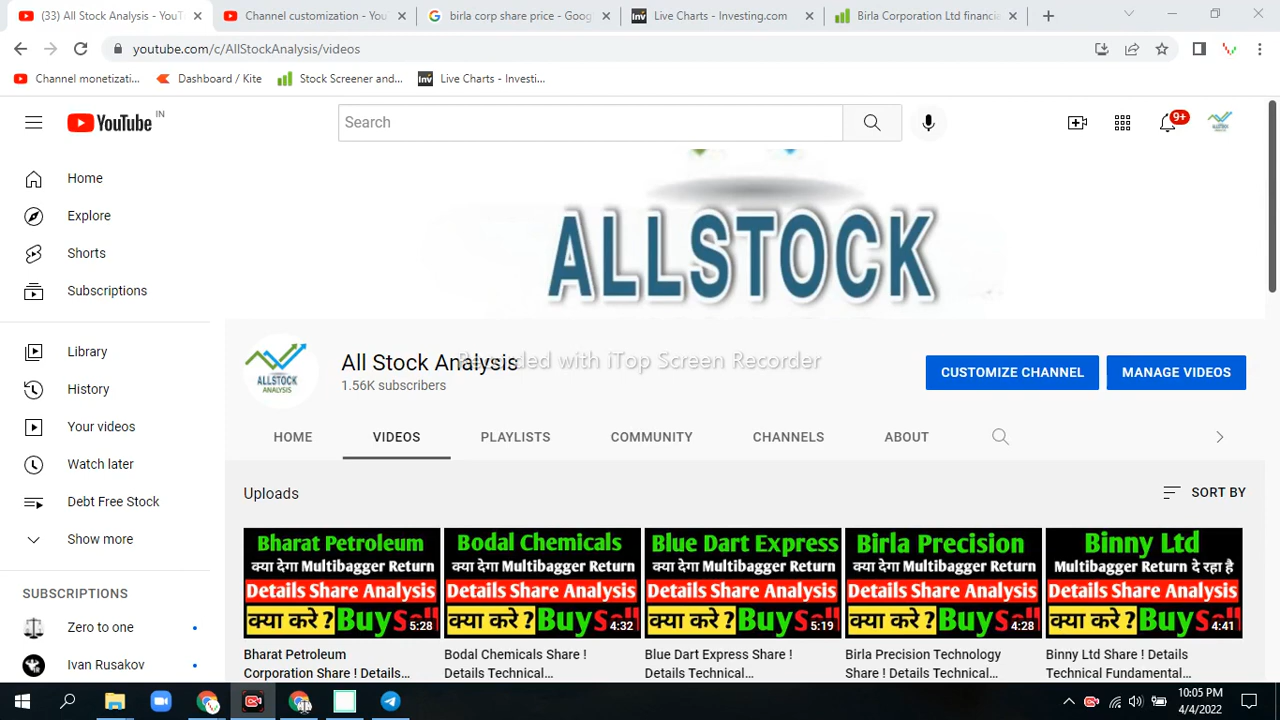 (33) All Stock Analysis - YouT
Channel customization - You
birla corp share price - Goog
Live Charts - Investing.com
Birla Corporation Ltd financia
youtube.com/c/AllStockAnalysis/videos
Channel monetizati...
Dashboard / Kite
Stock Screener and...
Live Charts - Investi...
YouTube IN
Search
9+
Home
Explore
Shorts
Subscriptions
Library
History
Your videos
Watch later
Debt Free Stock
Show more
SUBSCRIPTIONS
Zero to one
Ivan Rusakov
ALLSTOCK
ALLSTOCK
ANALYSIS
All Stock Analysis
1.56K subscribers
Recorded with iTop Screen Recorder
CUSTOMIZE CHANNEL
MANAGE VIDEOS
HOME
VIDEOS
PLAYLISTS
COMMUNITY
CHANNELS
ABOUT
Uploads
SORT BY
Bharat Petroleum
क्या देगा Multibagger Return
Details Share Analysis
क्या करे ? Buy Sell
5:28
Bharat Petroleum
Corporation Share ! Details...
Bodal Chemicals
क्या देगा Multibagger Return
Details Share Analysis
क्या करे ? Buy Sell
4:32
Bodal Chemicals Share !
Details Technical...
Blue Dart Express
क्या देगा Multibagger Return
Details Share Analysis
क्या करे ? Buy Sell
5:19
Blue Dart Express Share !
Details Technical...
Birla Precision
क्या देगा Multibagger Return
Details Share Analysis
क्या करे ? Buy Sell
4:28
Birla Precision Technology
Share ! Details Technical...
Binny Ltd
Multibagger Return दे रहा है
Details Share Analysis
क्या करे ? Buy Sell
4:41
Binny Ltd Share ! Details
Technical Fundamental...
10:05 PM
4/4/2022